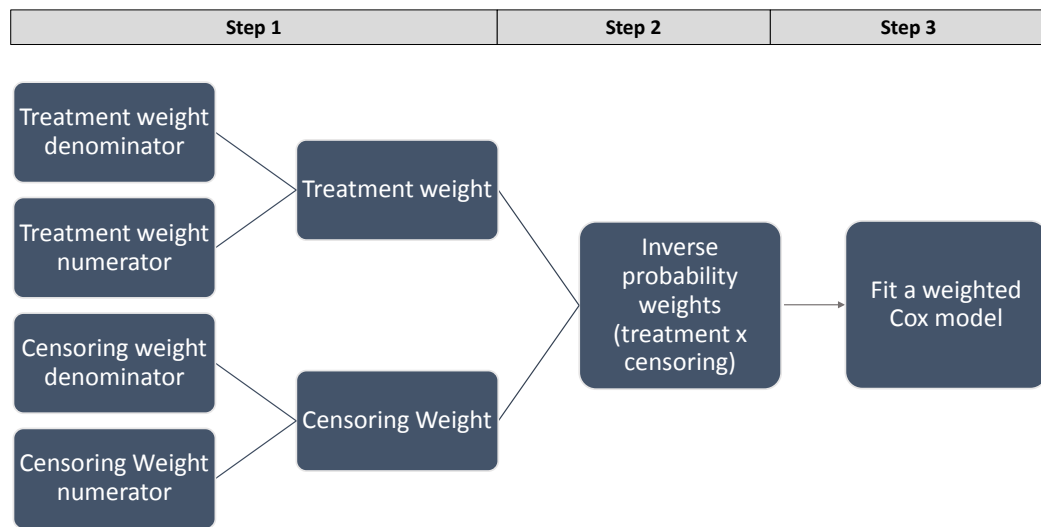 Step 1
Step 2
Step 3
Treatment weight
denominator
Treatment weight
numerator
Censoring weight
denominator
Censoring Weight
numerator
Treatment weight
Censoring Weight
Inverse
probability
weights
(treatment x
censoring)
Fit a weighted
Cox model